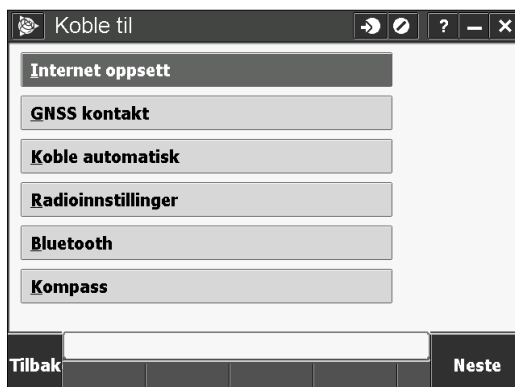 Koble til
?
Internet oppsett
GNSS kontakt
Koble automatisk
Radioinnstillinger
Bluetooth
Kompass
Tilbak
Neste